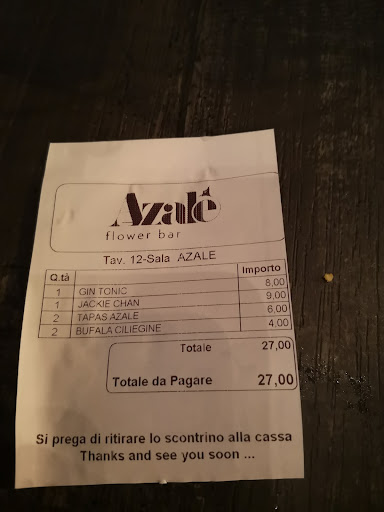 Azalé
flower bar
Tav. 12-Sala AZALE
Q.tà Importo
1 GIN TONIC 8,00
1 JACKIE CHAN 9,00
2 TAPAS AZALE 6,00
2 BUFALA CILIEGINE 4,00
Totale 27,00
Totale da Pagare 27,00
Si prega di ritirare lo scontrino alla cassa
Thanks and see you soon ...